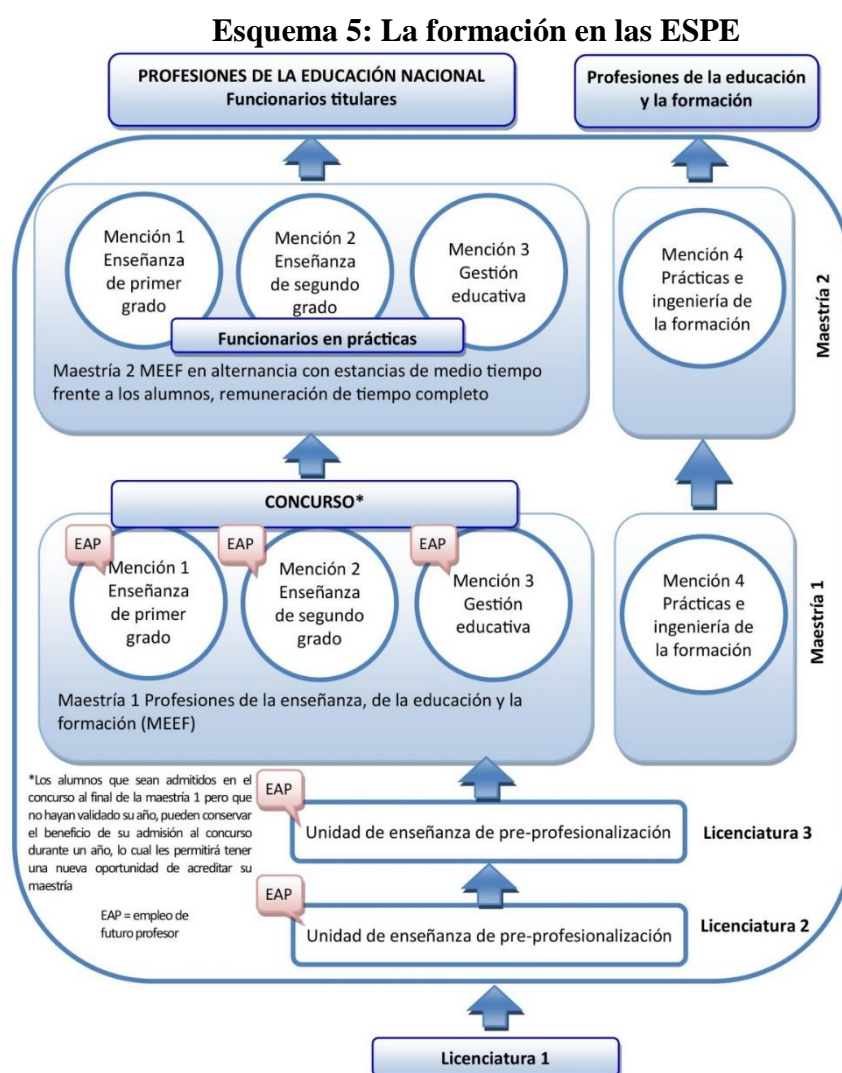 Esquema 5: La formación en las ESPE
PROFESIONES DE LA EDUCACIÓN NACIONAL
Funcionarios titulares
Profesiones de la educación
y la formación
Mención 1
Enseñanza
de primer
grado
Mención 2
Enseñanza
de segundo
grado
Mención 3
Gestión
educativa
Funcionarios en prácticas
Maestría 2 MEEF en alternancia con estancias de medio tiempo
frente a los alumnos, remuneración de tiempo completo
Mención 4
Prácticas e
ingeniería de
la formación
Maestría 2
CONCURSO*
EAP
Mención 1
Enseñanza
de primer
grado
EAP
Mención 2
Enseñanza
de segundo
grado
EAP
Mención 3
Gestión
educativa
Maestría 1 Profesiones de la enseñanza, de la educación y la
formación (MEEF)
Mención 4
Prácticas e
ingeniería de
la formación
Maestría 1
*Los alumnos que sean admitidos en el
concurso al final de la maestría 1 pero que
no hayan validado su año, pueden conservar
el beneficio de su admisión al concurso
durante un año, lo cual les permitirá tener
una nueva oportunidad de acreditar su
maestría
EAP = empleo de
futuro profesor
EAP
Unidad de enseñanza de pre-profesionalización
Licenciatura 3
EAP
Unidad de enseñanza de pre-profesionalización
Licenciatura 2
Licenciatura 1